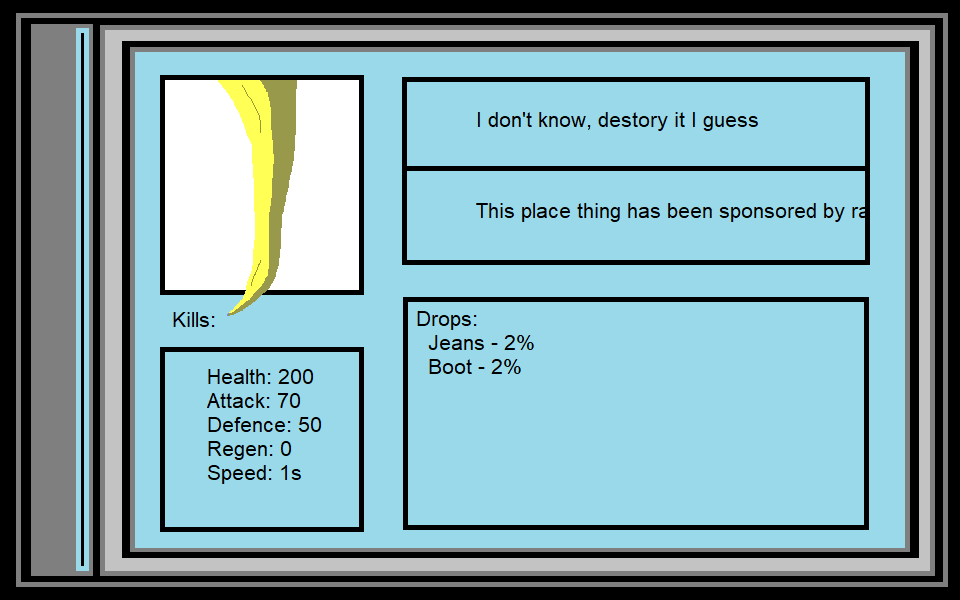 I don't know, destory it I guess
This place thing has been sponsored by ra
Kills:
Drops:
Jeans - 2%
Boot - 2%
Health: 200
Attack: 70
Defence: 50
Regen: 0
Speed: 1s